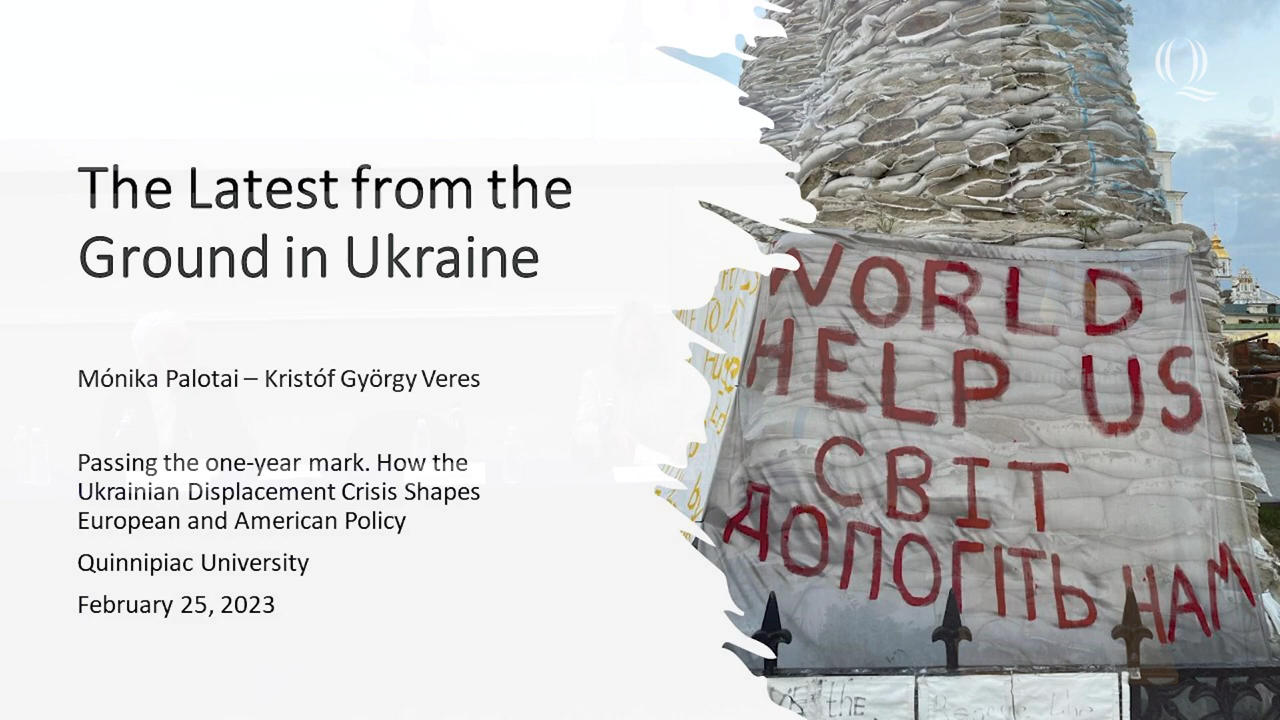 The Latest from the
Ground in Ukraine
Mónika Palotai – Kristóf György Veres
Passing the one-year mark. How the
Ukrainian Displacement Crisis Shapes
European and American Policy
Quinnipiac University
February 25, 2023
WORLD-
HELP US
СВІТ
ДОПОГІТЬ НАМ
the